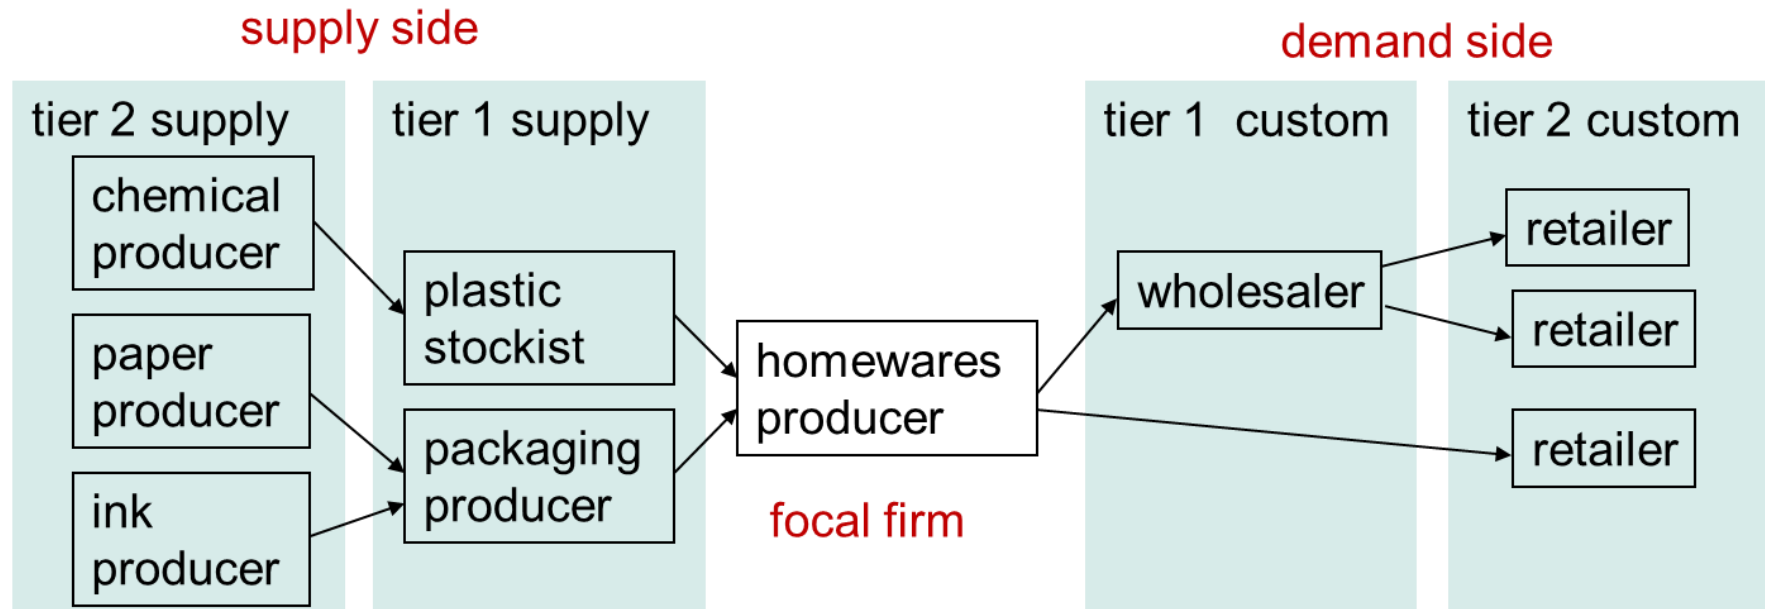 supply side
demand side
tier 2 supply
tier 1 supply
tier 1  custom
tier 2 custom
chemical
producer
paper
producer
ink
producer
plastic
stockist
packaging
producer
homewares
producer
focal firm
wholesaler
retailer
retailer
retailer